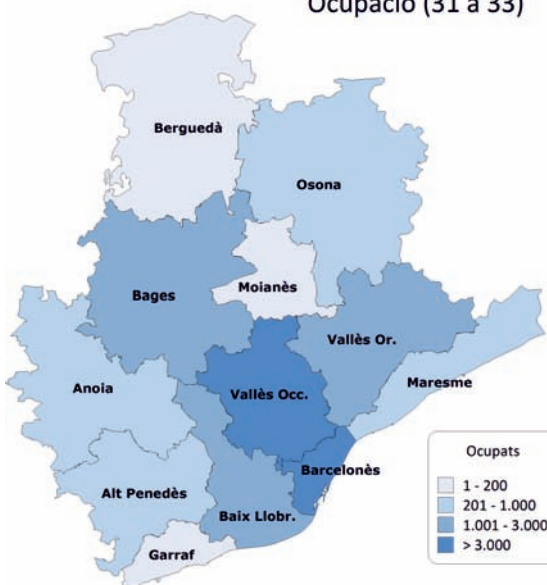 Ocupació (31 a 33)
Berguedà
Osona
Bages
Moianès
Vallès Or.
Anoia
Vallès Occ.
Maresme
Barcelonès
Alt Penedès
Baix Llobr.
Garraf
Ocupats
1 - 200
201 - 1.000
1.001 - 3.000
> 3.000